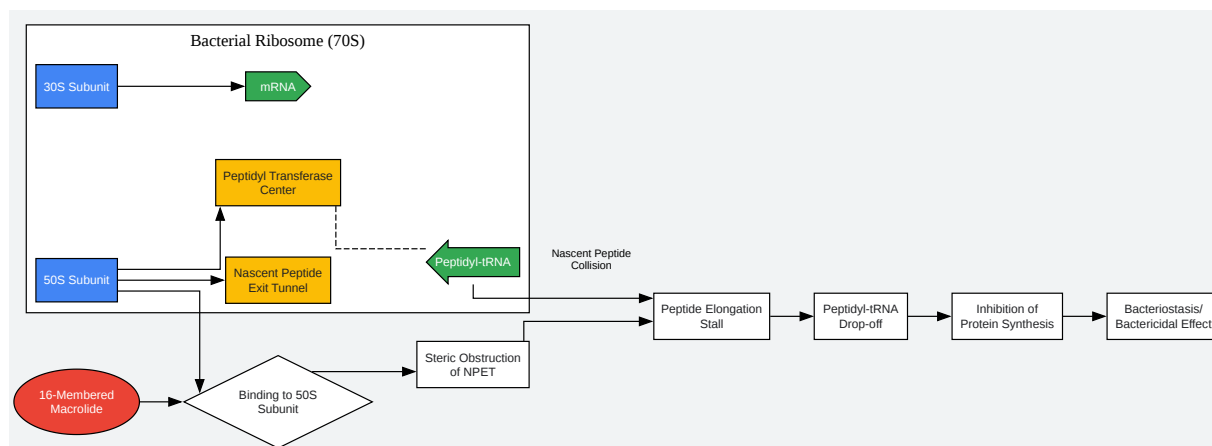 Bacterial Ribosome (70S)
30S Subunit
mRNA
Peptidyl Transferase
Center
50S Subunit
Nascent Peptide
Exit Tunnel
Peptidyl-tRNA
Nascent Peptide
Collision
Peptide Elongation
Stall
Peptidyl-tRNA
Drop-off
Inhibition of
Protein Synthesis
Bacteriostasis/
Bactericidal Effect
Steric Obstruction
of NPET
16-Membered
Macrolide
Binding to 50S
Subunit